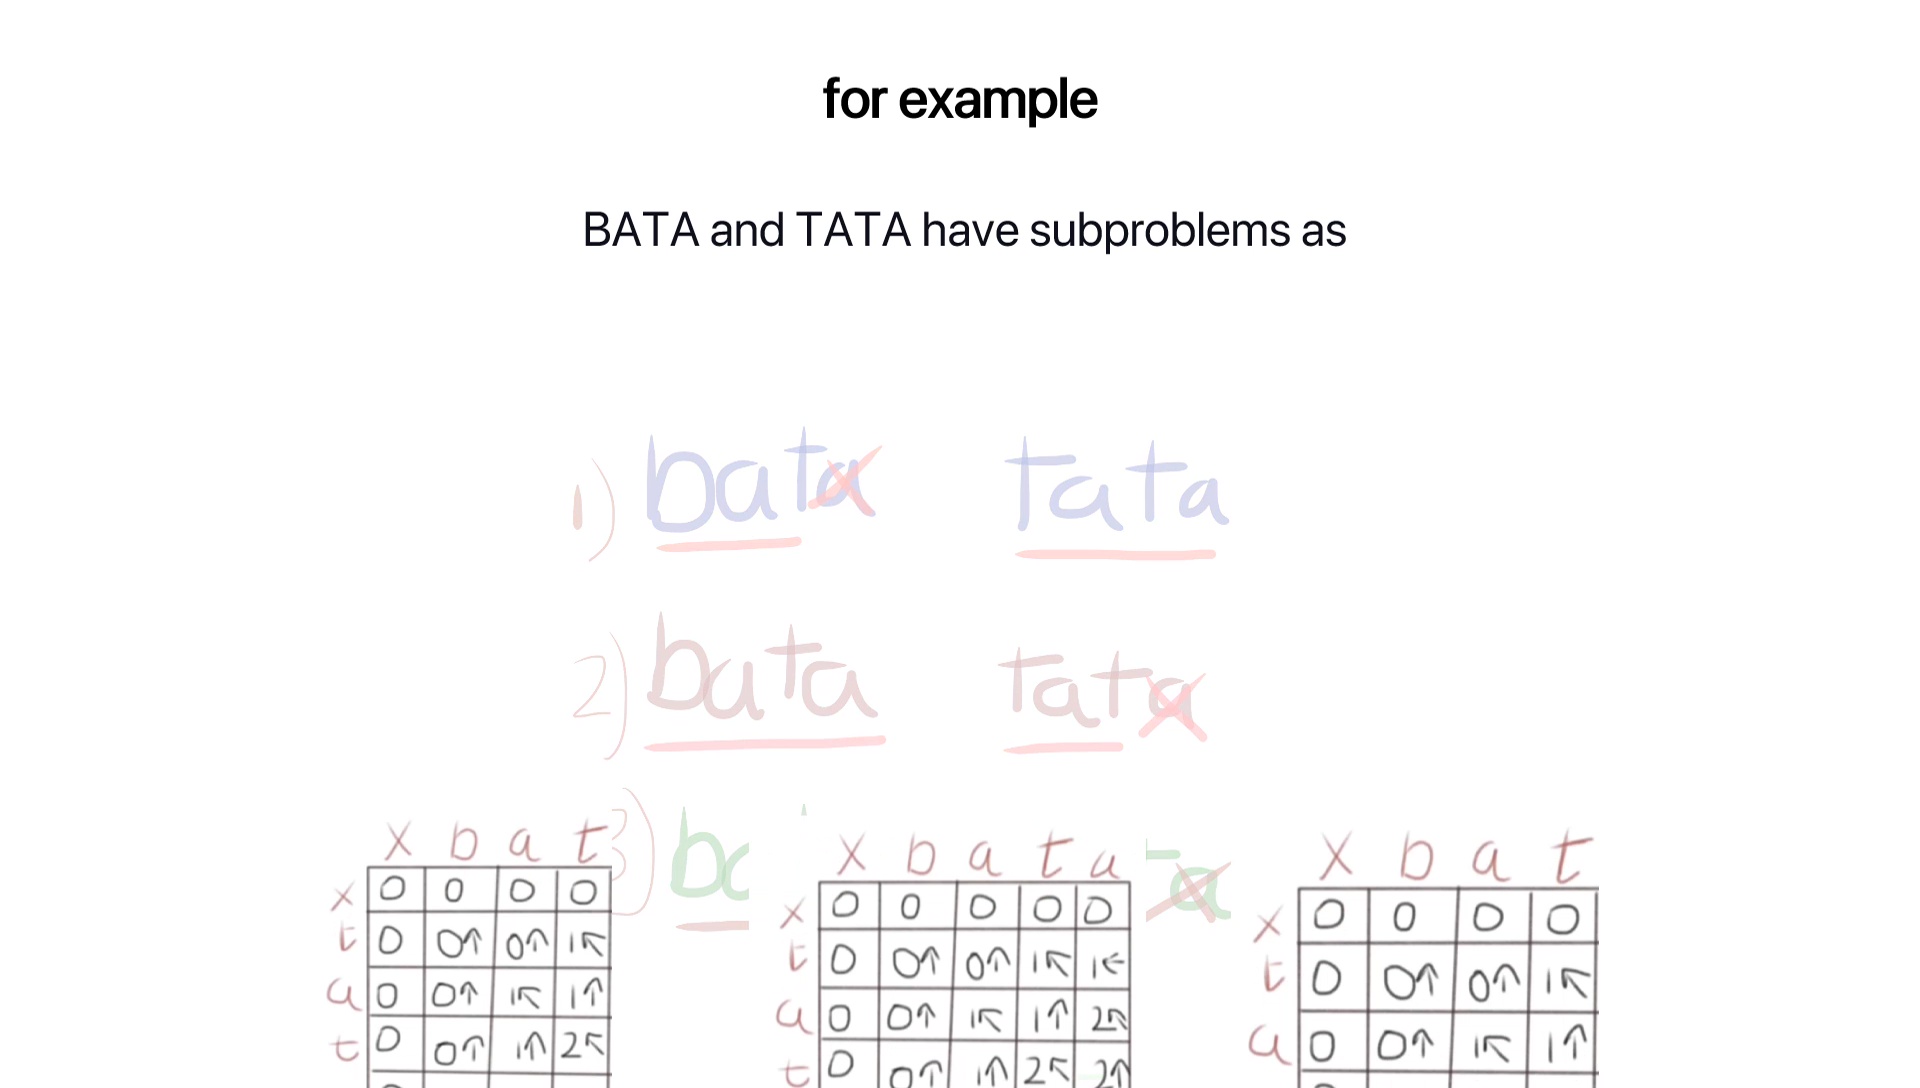 for example
BATA and TATA have subproblems as
1) bata tata
2) bata tata
3) ba a
x b a t
x 0 0 0 0
t 0 0↑ 0↑ 1↖
a 0 0↑ 1↖ 1↑
t 0 0↑ 1↑ 2↖
x b a t a
x 0 0 0 0 0
t 0 0↑ 0↑ 1↖ 1←
a 0 0↑ 1↖ 1↑ 2↖
t 0 0↑ 1↑ 2↖ 2↑
x b a t
x 0 0 0 0
t 0 0↑ 0↑ 1↖
a 0 0↑ 1↖ 1↑